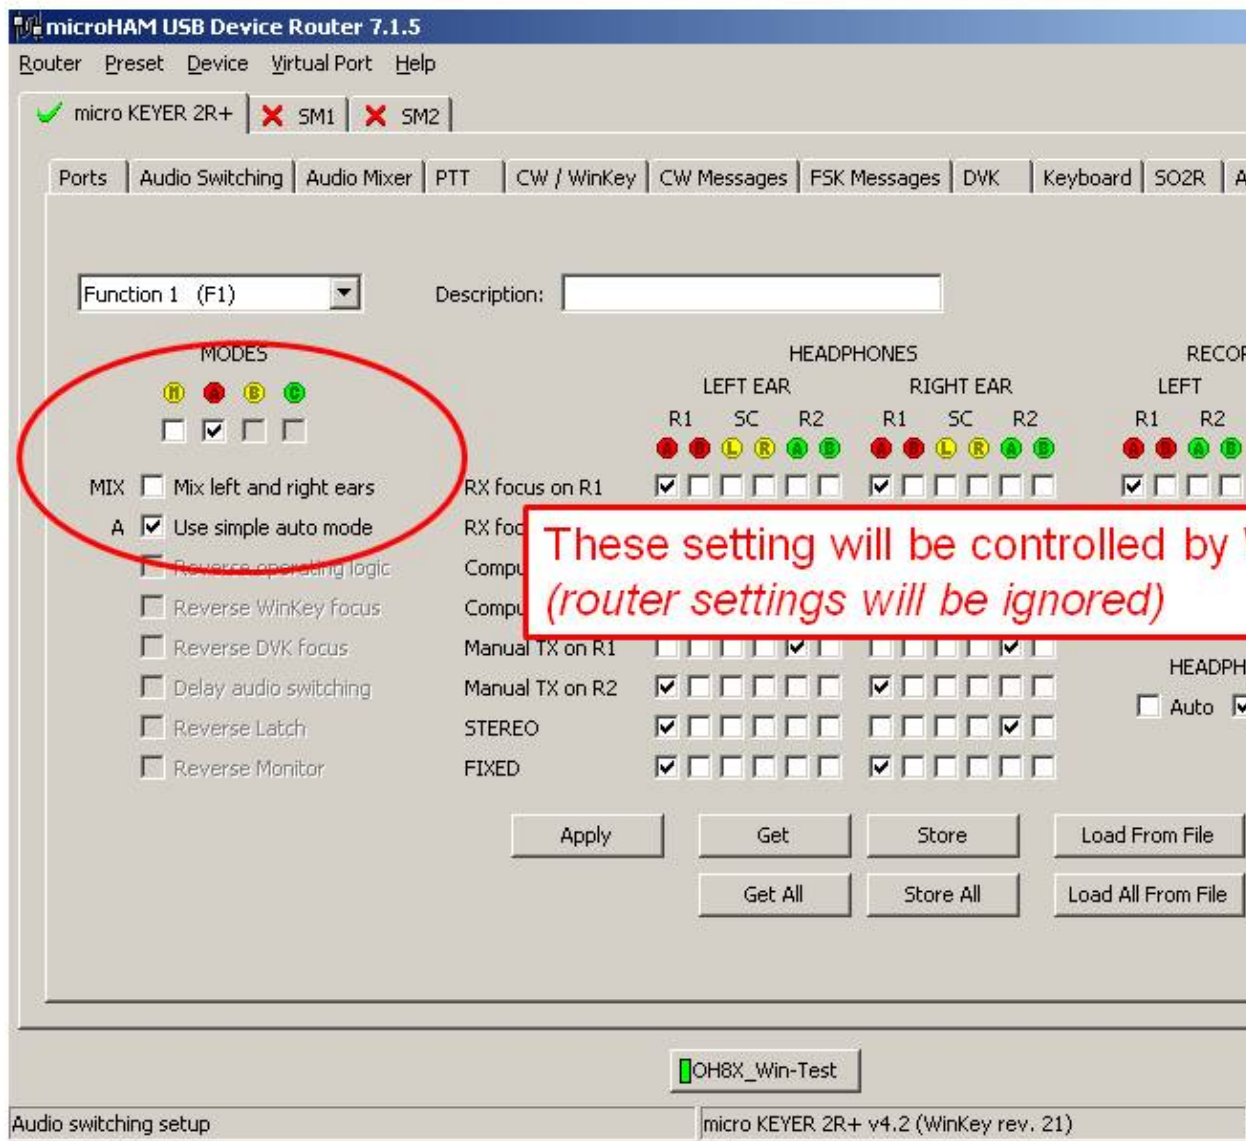 microHAM USB Device Router 7.1.5
Router Preset Device Virtual Port Help
micro KEYER 2R+ SM1 SM2
Ports Audio Switching Audio Mixer PTT CW / WinKey CW Messages FSK Messages DVK Keyboard SO2R A
Function 1 (F1) Description:
MODES HEADPHONES RECOR
M A B C LEFT EAR RIGHT EAR LEFT
R1 SC R2 R1 SC R2 R1 R2
A B L R A B A B L R A B A B A B
MIX Mix left and right ears RX focus on R1
A Use simple auto mode RX foc
These setting will be controlled by
(router settings will be ignored)
Reverse operating logic Compu
Reverse WinKey focus Compu
Reverse DVK focus Manual TX on R1
HEADPH
Delay audio switching Manual TX on R2
Auto
Reverse Latch STEREO
Reverse Monitor FIXED
Apply Get Store Load From File
Get All Store All Load All From File
OH8X_Win-Test
Audio switching setup micro KEYER 2R+ v4.2 (WinKey rev. 21)